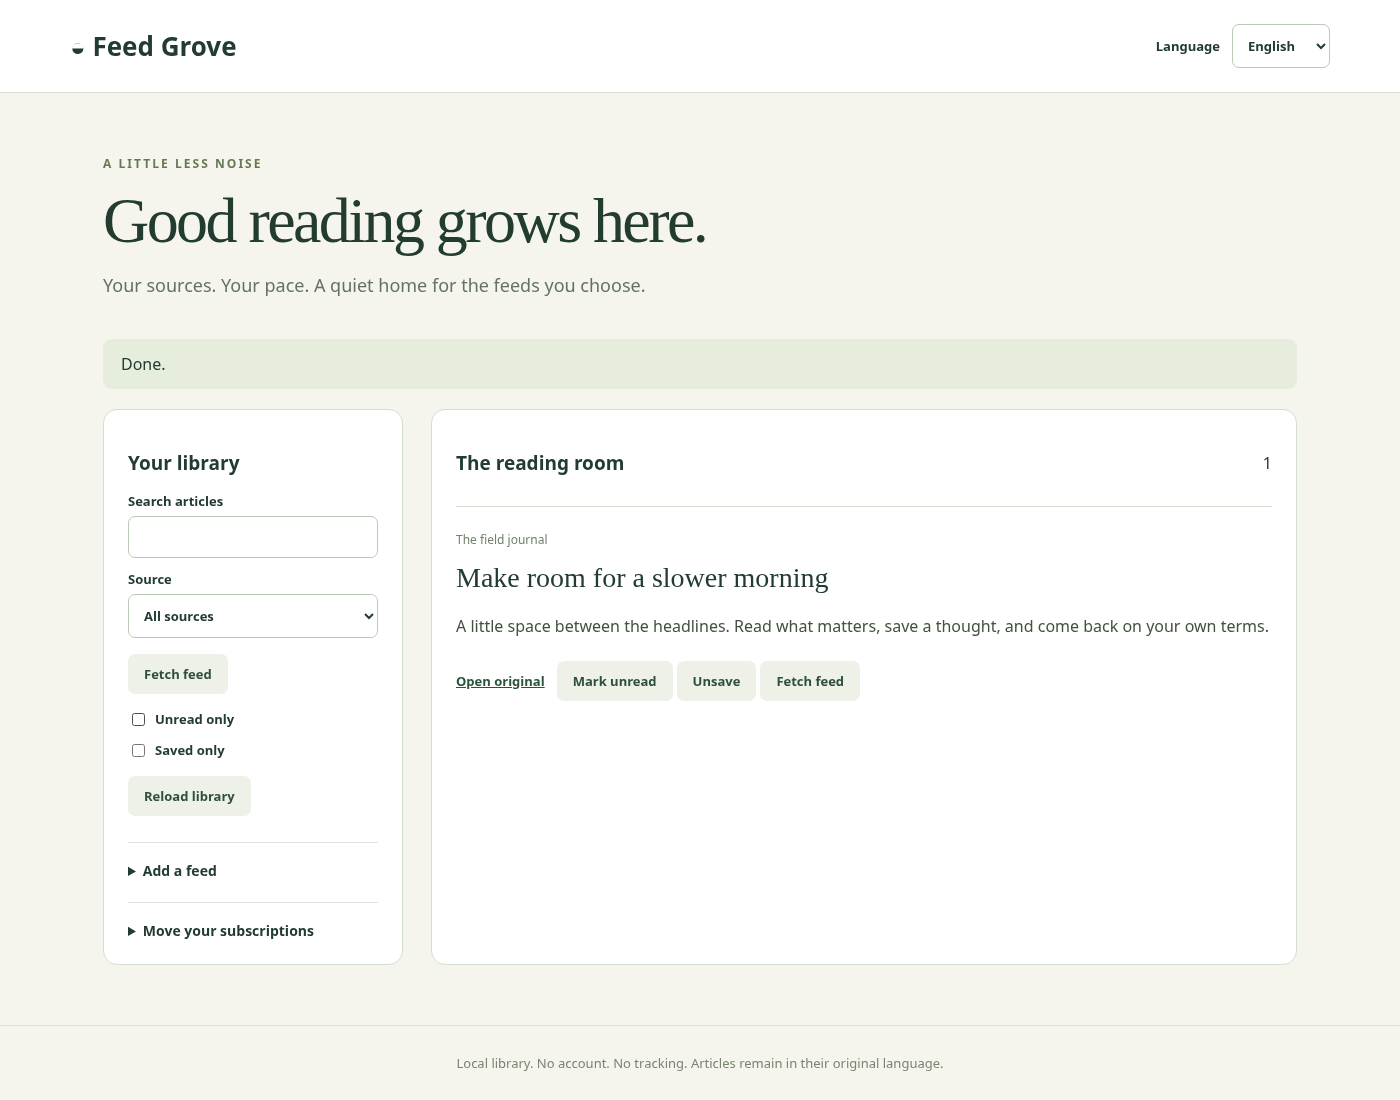 Feed Grove
Language
English
A LITTLE LESS NOISE
Good reading grows here.
Your sources. Your pace. A quiet home for the feeds you choose.
Done.
Your library
Search articles
Source
All sources
Fetch feed
Unread only
Saved only
Reload library
Add a feed
Move your subscriptions
The reading room
1
The field journal
Make room for a slower morning
A little space between the headlines. Read what matters, save a thought, and come back on your own terms.
Open original
Mark unread
Unsave
Fetch feed
Local library. No account. No tracking. Articles remain in their original language.